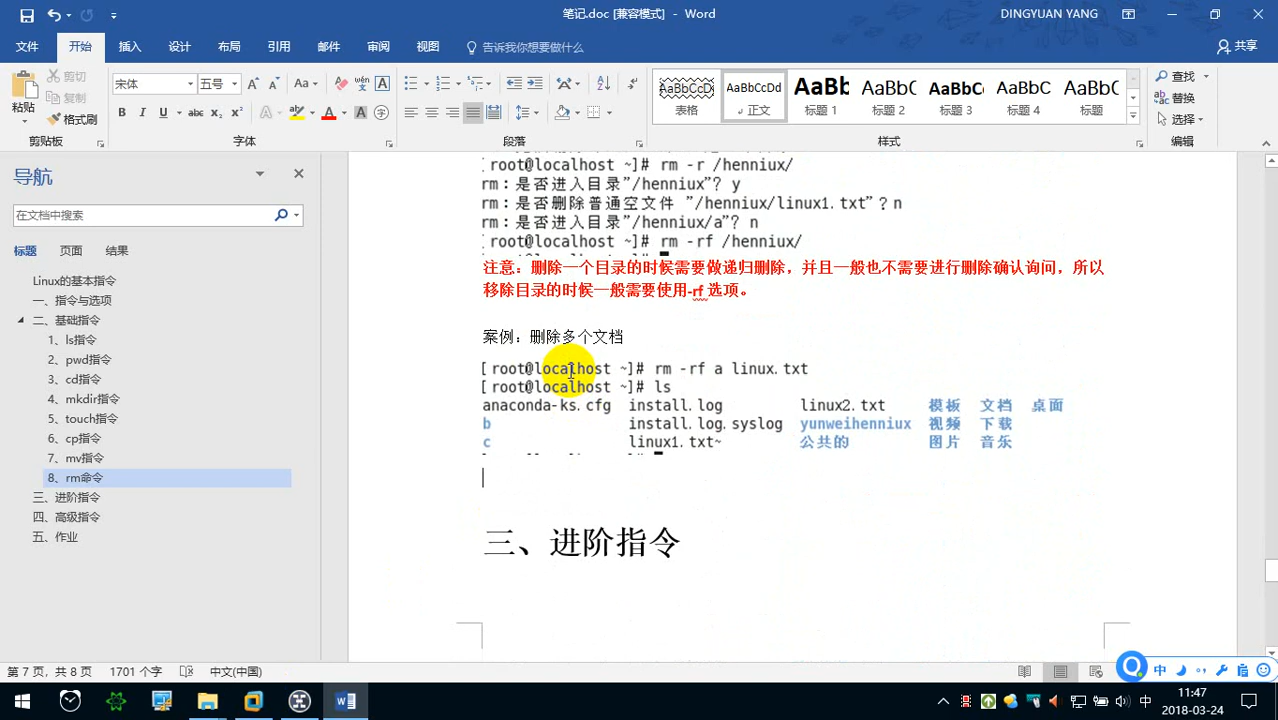 笔记.doc [兼容模式] - Word
DINGYUAN YANG
文件 开始 插入 设计 布局 引用 邮件 审阅 视图 告诉我你想要做什么 共享
粘贴
剪切
复制
格式刷
剪贴板
宋体 五号
字体
段落
AaBbCcDd AaBbCcDd AaBb AaBbC AaBbC AaBbC AaBbC
表格 正文 标题 1 标题 2 标题 3 标题 4 标题
样式
查找
替换
选择
编辑
导航
在文档中搜索
标题 页面 结果
Linux的基本指令
一、指令与选项
二、基础指令
1、ls指令
2、pwd指令
3、cd指令
4、mkdir指令
5、touch指令
6、cp指令
7、mv指令
8、rm命令
三、进阶指令
四、高级指令
五、作业
[root@localhost ~]# rm -r /henniux/
rm：是否进入目录"/henniux"? y
rm：是否删除普通空文件 "/henniux/linux1.txt"？n
rm：是否进入目录"/henniux/a"? n
[root@localhost ~]# rm -rf /henniux/
注意：删除一个目录的时候需要做递归删除，并且一般也不需要进行删除确认询问，所以
移除目录的时候一般需要使用-rf 选项。
案例：删除多个文档
[root@localhost ~]# rm -rf a linux.txt
[root@localhost ~]# ls
anaconda-ks.cfg install.log linux2.txt 模板 文档 桌面
b install.log.syslog yunweihenniux 视频 下载
c linux1.txt~ 公共的 图片 音乐
三、进阶指令
第 7 页，共 8 页 1701 个字 中文(中国)
中
中
11:47
2018-03-24